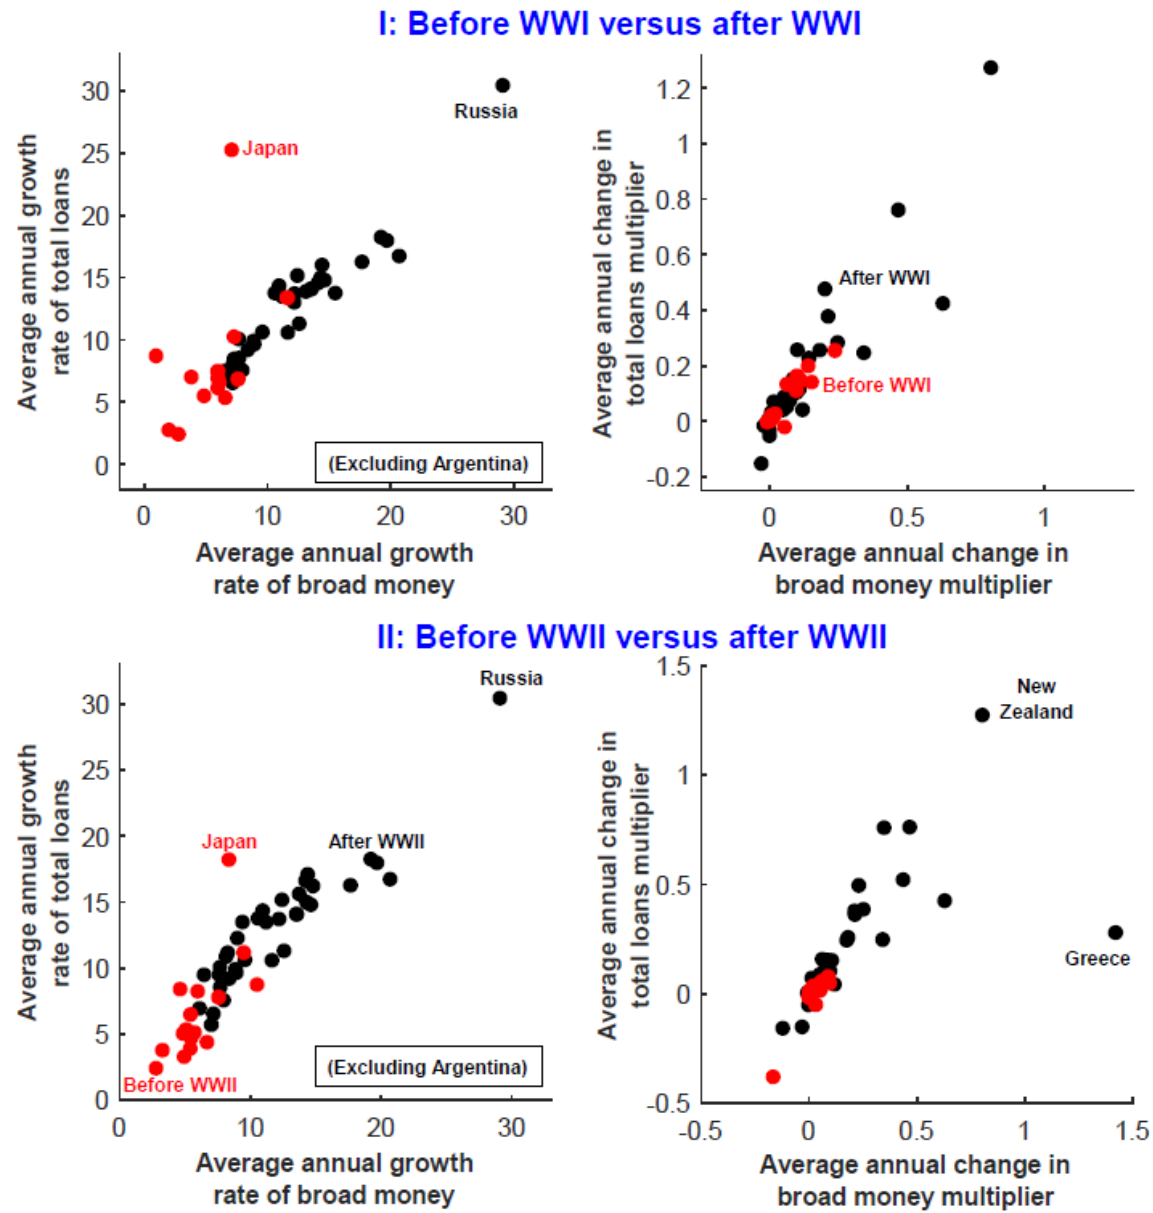 I: Before WWI versus after WWI
Average annual growth
rate of total loans
30
25
20
15
10
5
0
Russia
Japan
(Excluding Argentina)
0
10
20
30
Average annual growth
rate of broad money
Average annual change in
total loans multiplier
1.2
1
0.8
0.6
0.4
0.2
0
-0.2
After WWI
Before WWI
0
0.5
1
Average annual change in
broad money multiplier
II: Before WWII versus after WWII
Average annual growth
rate of total loans
30
25
20
15
10
5
0
Russia
Japan
After WWII
(Excluding Argentina)
Before WWII
0
10
20
30
Average annual growth
rate of broad money
Average annual change in
total loans multiplier
1.5
1
0.5
0
-0.5
New
Zealand
Greece
-0.5
0
0.5
1
1.5
Average annual change in
broad money multiplier